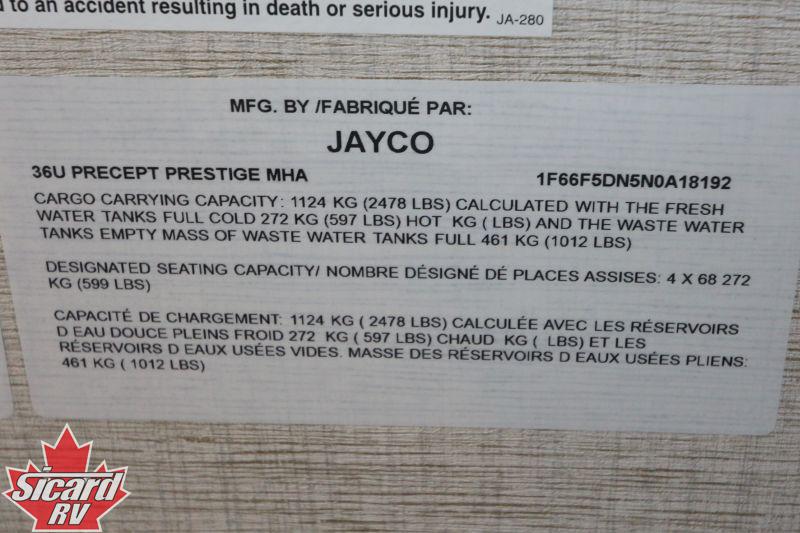 to an accident resulting in death or serious injury. JA-280
MFG. BY /FABRIQUÉ PAR:
JAYCO
36U PRECEPT PRESTIGE MHA 1F66F5DN5N0A18192
CARGO CARRYING CAPACITY: 1124 KG (2478 LBS) CALCULATED WITH THE FRESH
WATER TANKS FULL COLD 272 KG (597 LBS) HOT KG ( LBS) AND THE WASTE WATER
TANKS EMPTY MASS OF WASTE WATER TANKS FULL 461 KG (1012 LBS)
DESIGNATED SEATING CAPACITY/ NOMBRE DÉSIGNÉ DÉ PLACES ASSISES: 4 X 68 272
KG (599 LBS)
CAPACITÉ DE CHARGEMENT: 1124 KG ( 2478 LBS) CALCULÉE AVEC LES RÉSERVOIRS
D EAU DOUCE PLEINS FROID 272 KG ( 597 LBS) CHAUD KG ( LBS) ET LES
RÉSERVOIRS D EAUX USÉES VIDES. MASSE DES RÉSERVOIRS D EAUX USÉES PLIENS:
461 KG ( 1012 LBS)
Sicard
RV